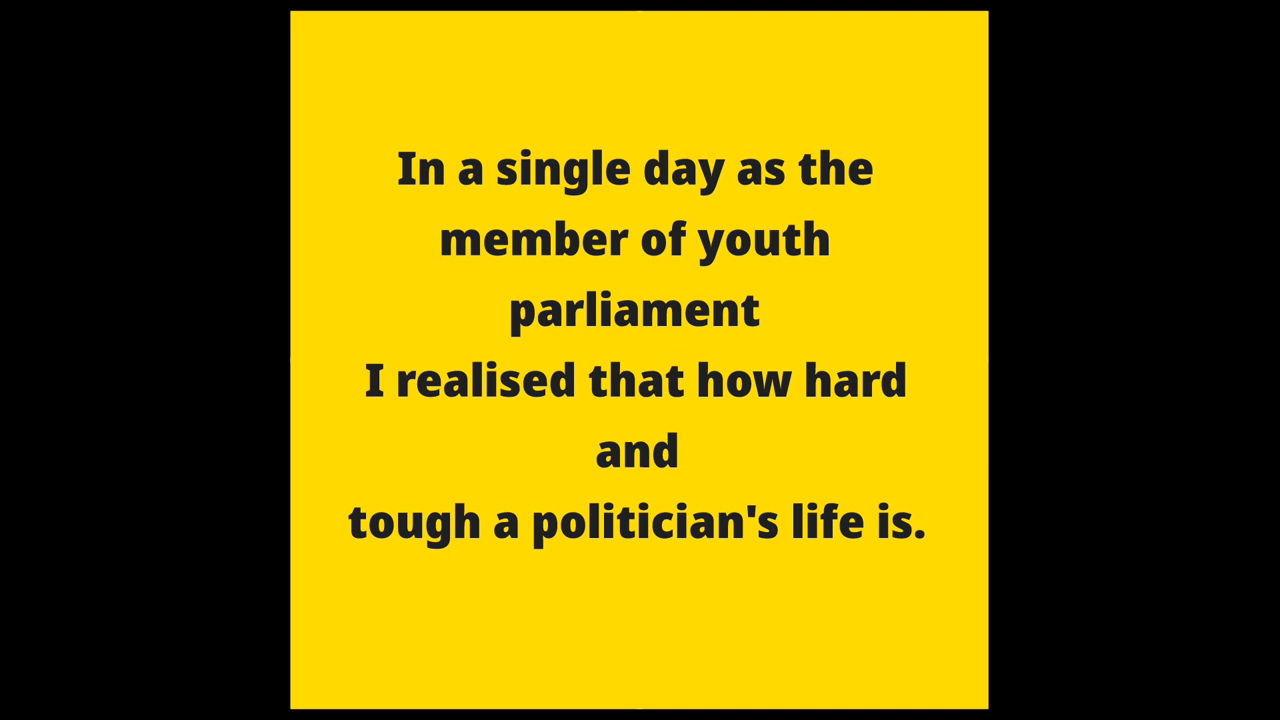 In a single day as the
member of youth
parliament
I realised that how hard
and
tough a politician's life is.